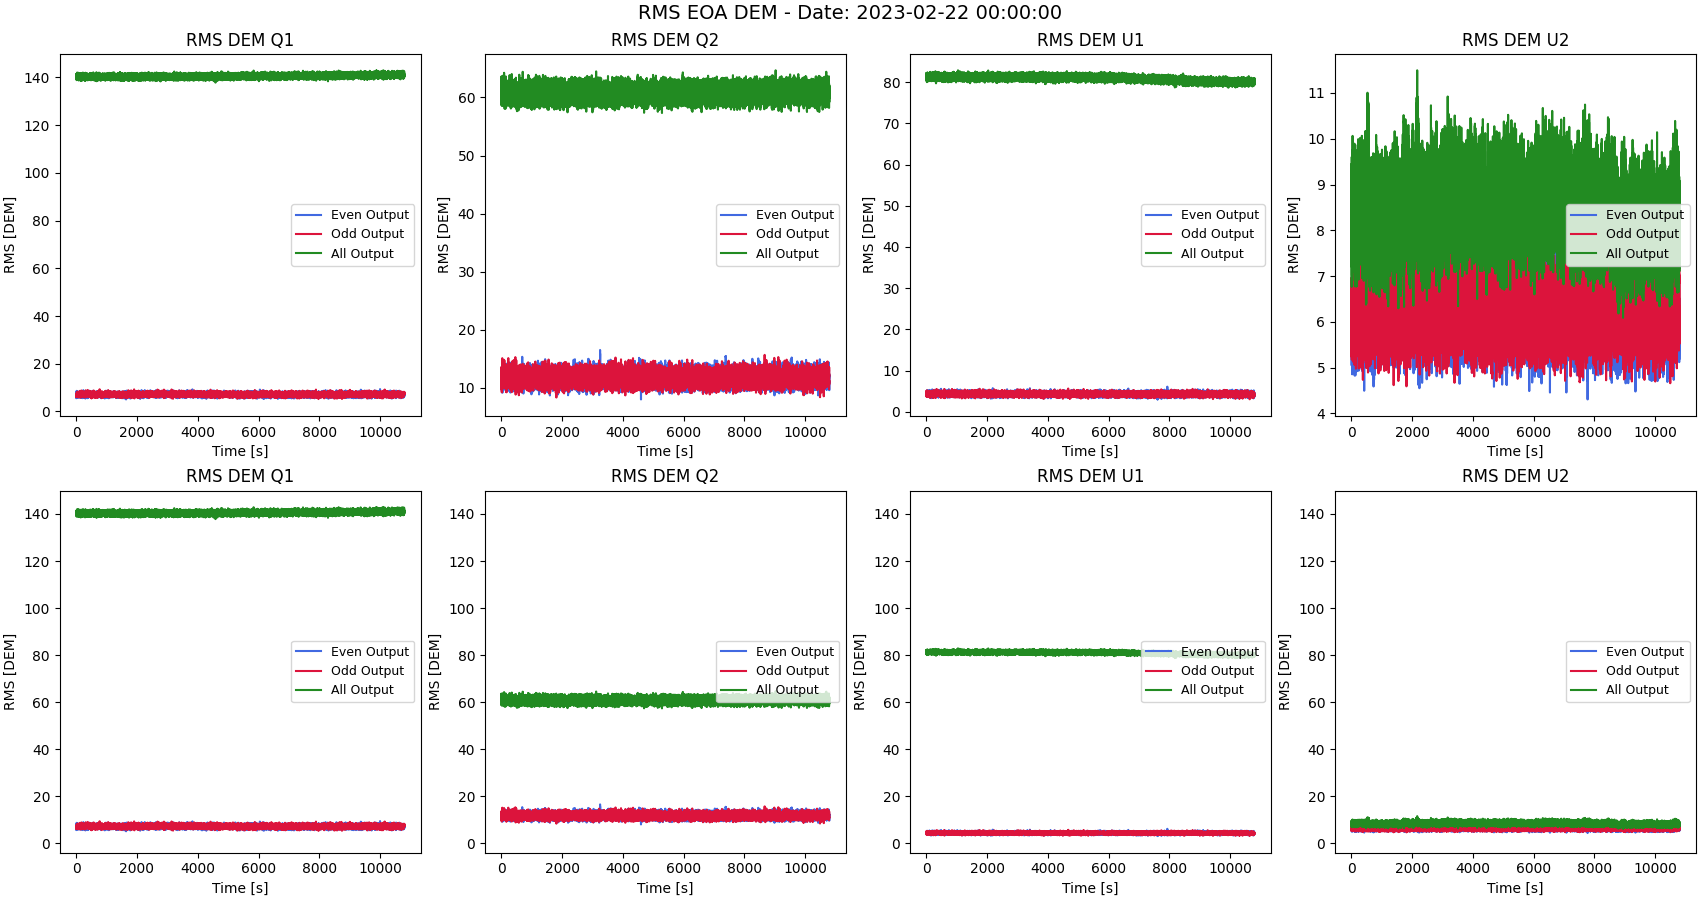 RMS EOA DEM - Date: 2023-02-22 00:00:00
RMS DEM Q1
RMS [DEM]
140
120
100
80
60
40
20
0
Even Output
Odd Output
All Output
0 2000 4000 6000 8000 10000
Time [s]
RMS DEM Q2
RMS [DEM]
60
50
40
30
20
10
Even Output
Odd Output
All Output
0 2000 4000 6000 8000 10000
Time [s]
RMS DEM U1
RMS [DEM]
80
70
60
50
40
30
20
10
0
Even Output
Odd Output
All Output
0 2000 4000 6000 8000 10000
Time [s]
RMS DEM U2
RMS [DEM]
11
10
9
8
7
6
5
4
Even Output
Odd Output
All Output
0 2000 4000 6000 8000 10000
Time [s]
RMS DEM Q1
RMS [DEM]
140
120
100
80
60
40
20
0
Even Output
Odd Output
All Output
0 2000 4000 6000 8000 10000
Time [s]
RMS DEM Q2
RMS [DEM]
140
120
100
80
60
40
20
0
Even Output
Odd Output
All Output
0 2000 4000 6000 8000 10000
Time [s]
RMS DEM U1
RMS [DEM]
140
120
100
80
60
40
20
0
Even Output
Odd Output
All Output
0 2000 4000 6000 8000 10000
Time [s]
RMS DEM U2
RMS [DEM]
140
120
100
80
60
40
20
0
Even Output
Odd Output
All Output
0 2000 4000 6000 8000 10000
Time [s]